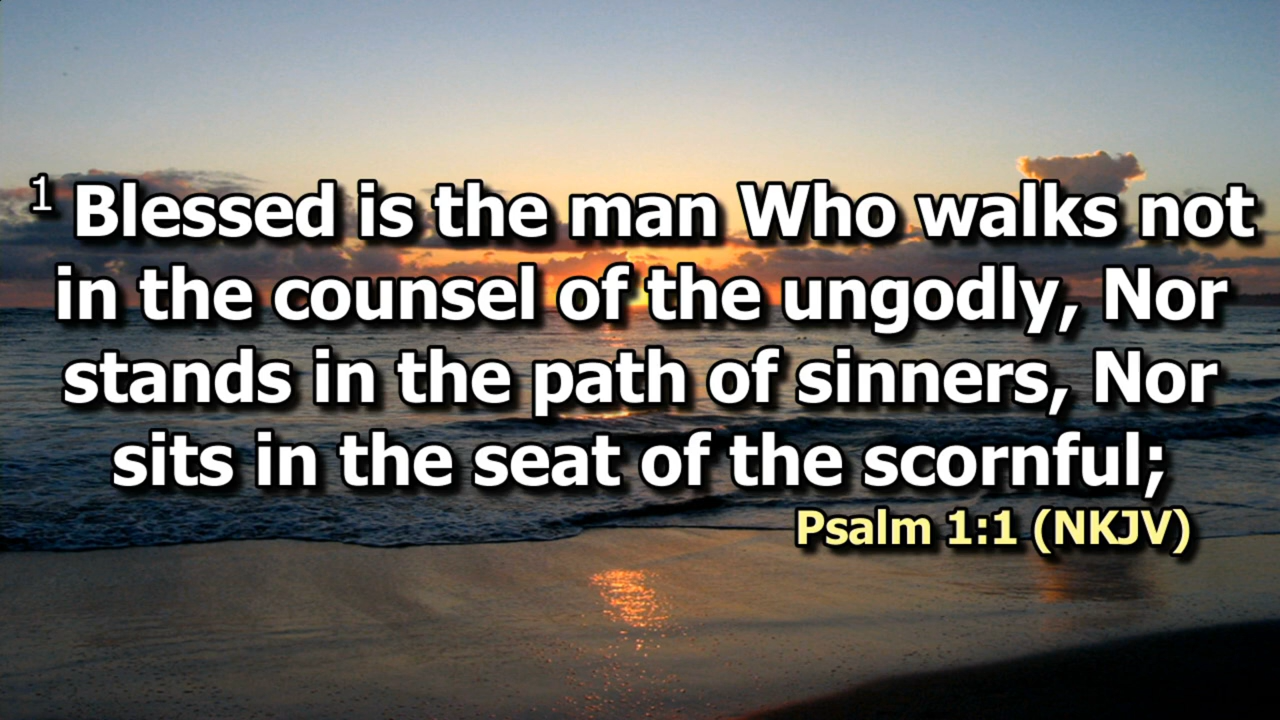 1 Blessed is the man Who walks not
in the counsel of the ungodly, Nor
stands in the path of sinners, Nor
sits in the seat of the scornful;
Psalm 1:1 (NKJV)